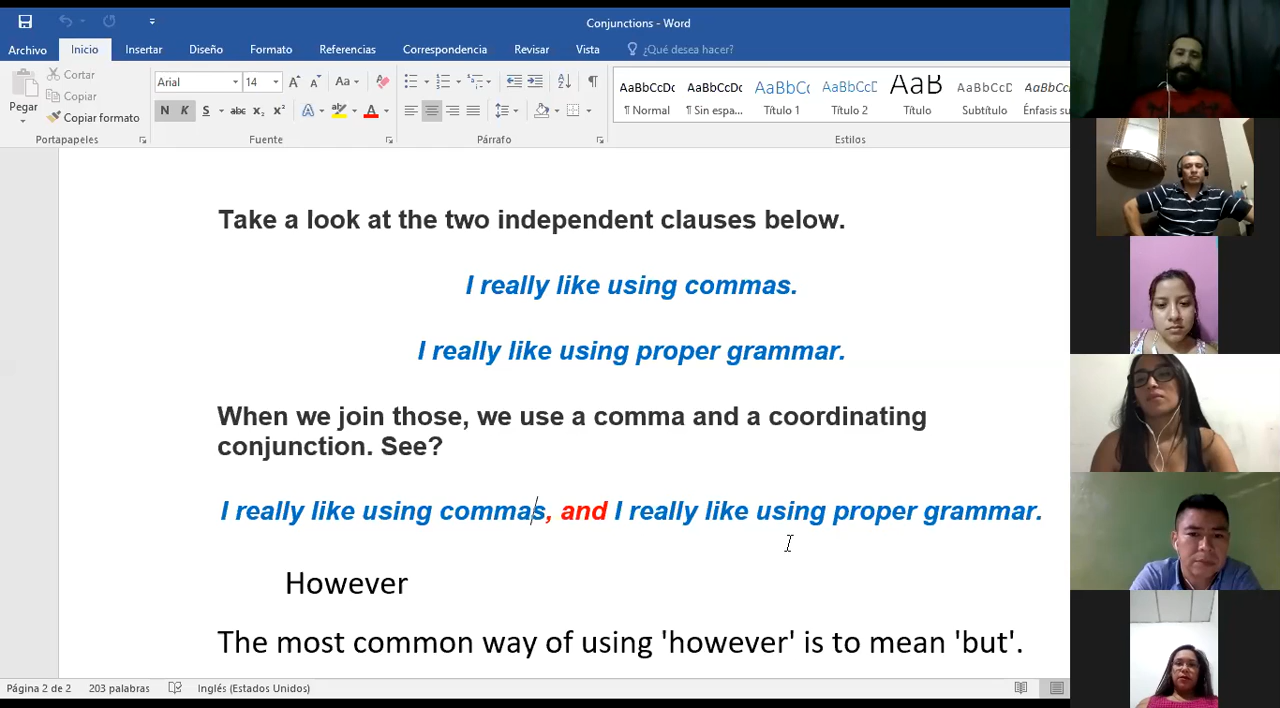 Conjunctions - Word
Archivo Inicio Insertar Diseño Formato Referencias Correspondencia Revisar Vista ¿Qué desea hacer?
Pegar
Cortar
Copiar
Copiar formato
Portapapeles
Arial 14
N K S abc x₂ x²
Fuente
Párrafo
AaBbCcDc AaBbCcDc AaBbCc AaBbCcD AaB AaBbCcD AaBbCcD
¶ Normal ¶ Sin espa... Título 1 Título 2 Título Subtítulo Énfasis su
Estilos
Take a look at the two independent clauses below.
I really like using commas.
I really like using proper grammar.
When we join those, we use a comma and a coordinating
conjunction. See?
I really like using commas, and I really like using proper grammar.
However
The most common way of using 'however' is to mean 'but'.
Página 2 de 2 203 palabras Inglés (Estados Unidos)